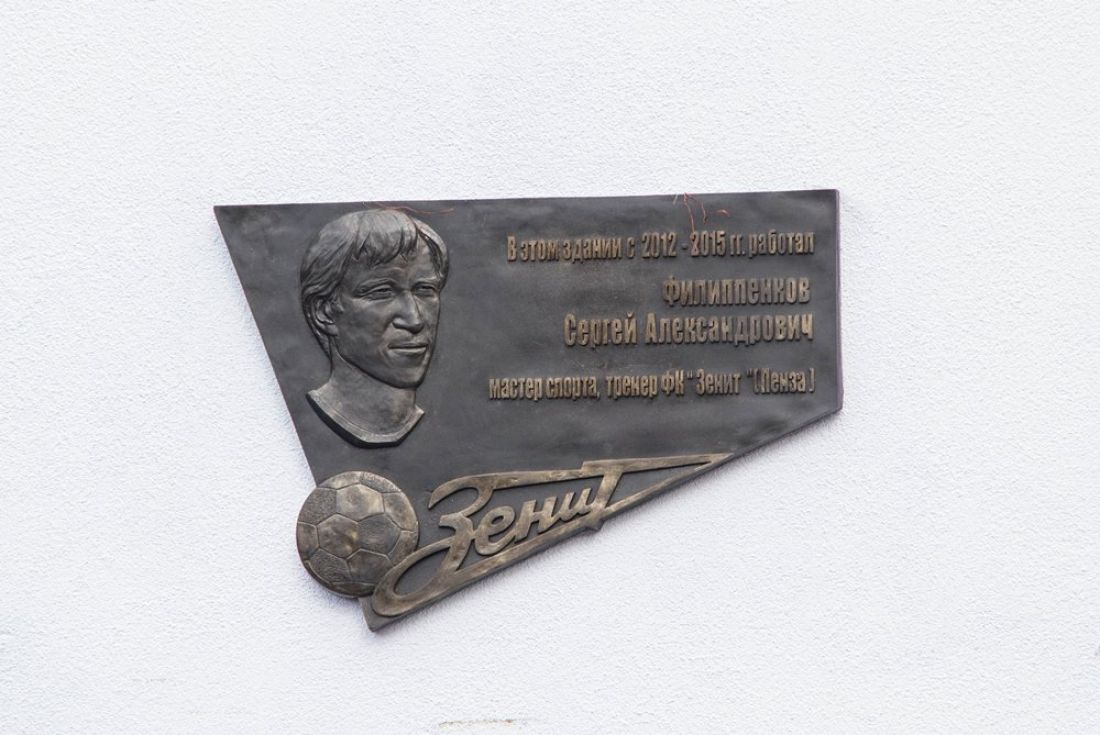 В этом здании с 2012 - 2015 гг. работал
Филиппенков
Сергей Александрович
мастер спорта, тренер ФК "Зенит "(Пенза.)
Зенит